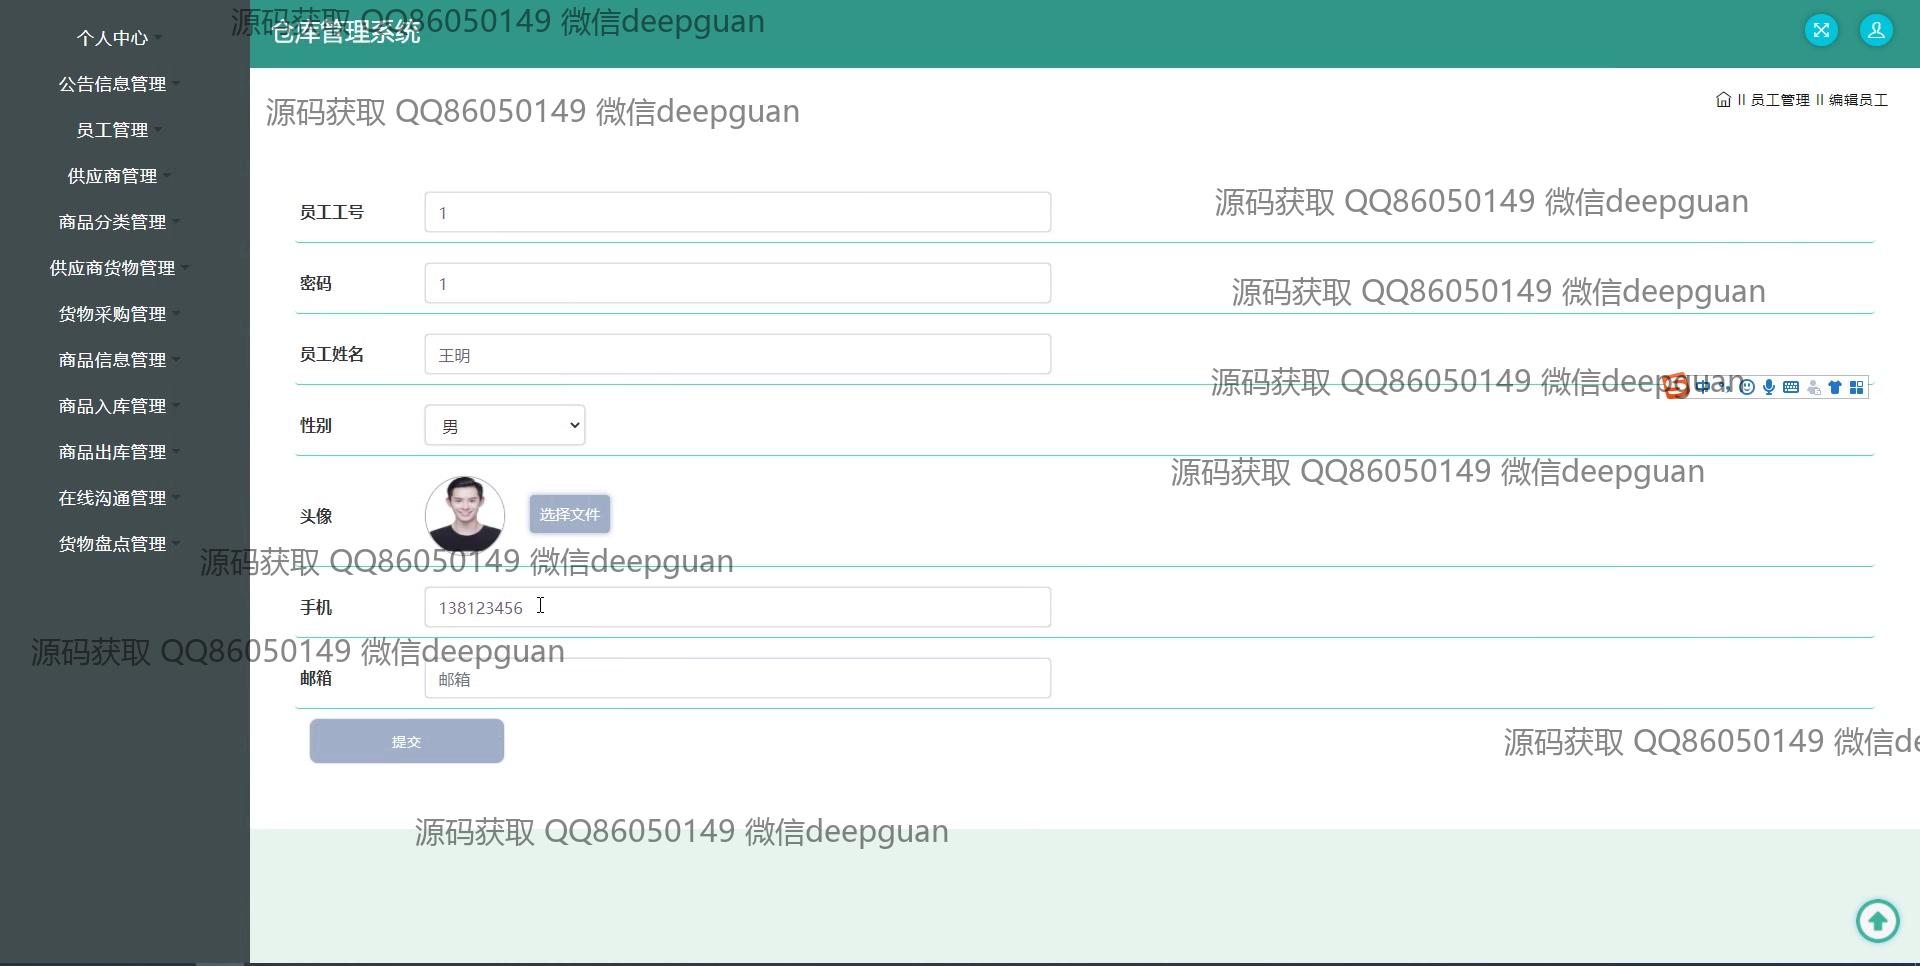 个人中心
公告信息管理
员工管理
供应商管理
商品分类管理
供应商货物管理
货物采购管理
商品信息管理
商品入库管理
商品出库管理
在线沟通管理
货物盘点管理
仓库管理系统
源码获取 QQ86050149 微信deepguan
源码获取 QQ86050149 微信deepguan
II 员工管理 II 编辑员工
员工工号 1
源码获取 QQ86050149 微信deepguan
密码 1
源码获取 QQ86050149 微信deepguan
员工姓名 王明
源码获取 QQ86050149 微信deepguan
中
性别 男
源码获取 QQ86050149 微信deepguan
头像 选择文件
源码获取 QQ86050149 微信deepguan
手机 138123456
源码获取 QQ86050149 微信deepguan
邮箱 邮箱
提交
源码获取 QQ86050149 微信de
源码获取 QQ86050149 微信deepguan